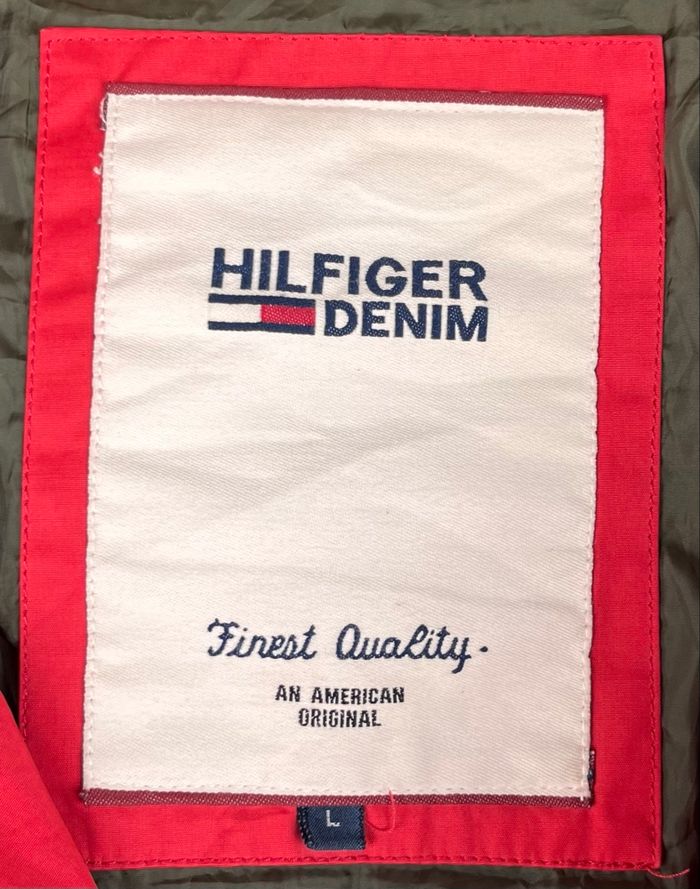 HILFIGER
DENIM
Finest Quality.
AN AMERICAN
ORIGINAL
L